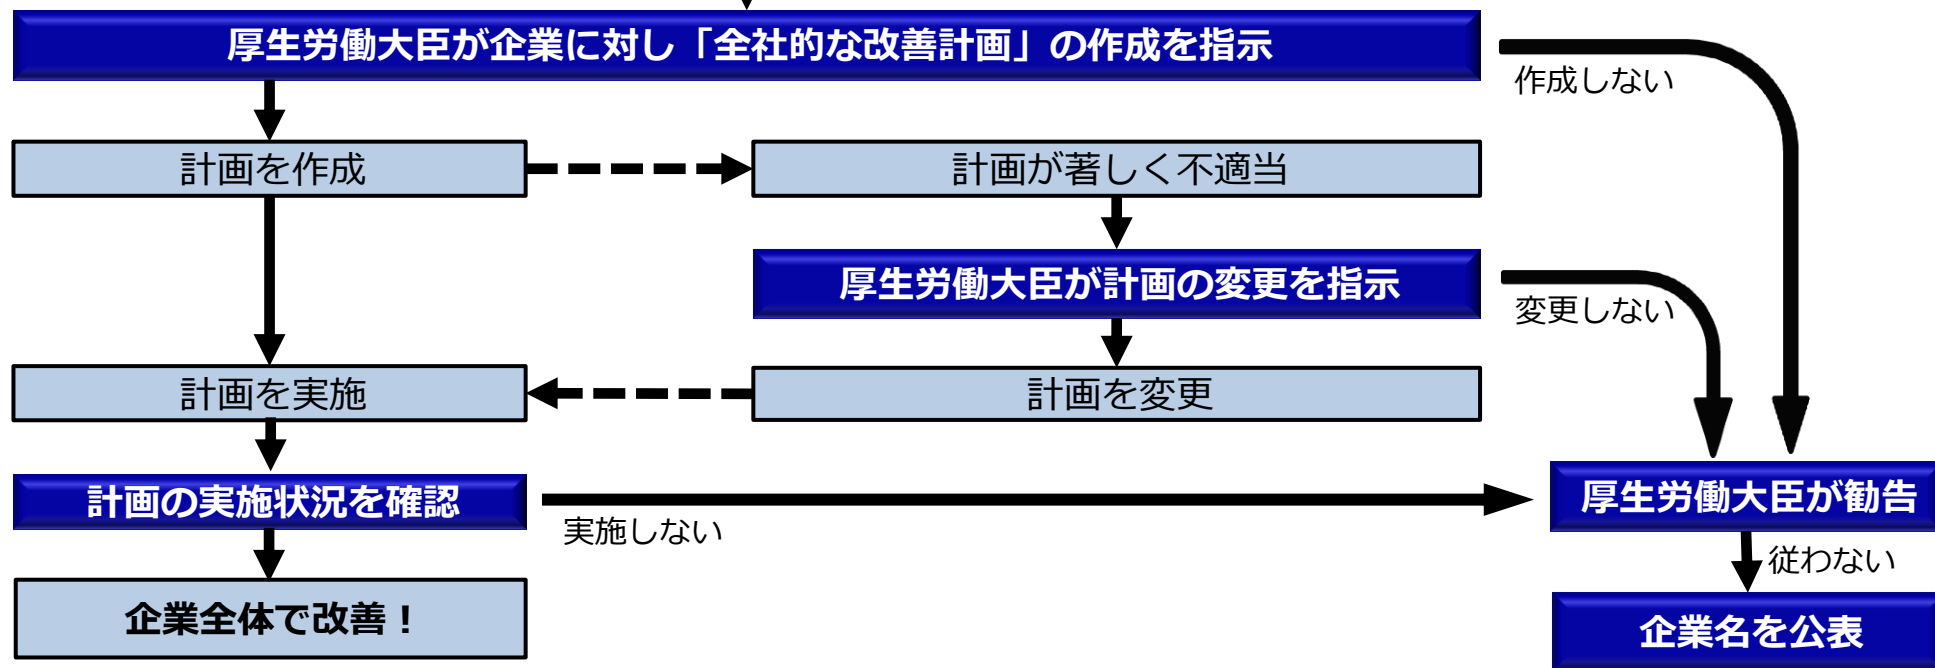 厚生労働大臣が企業に対し「全社的な改善計画」の作成を指示
作成しない
計画を作成
計画が著しく不適当
厚生労働大臣が計画の変更を指示
変更しない
計画を実施
計画を変更
計画の実施状況を確認
実施しない
厚生労働大臣が勧告
従わない
企業全体で改善！
企業名を公表